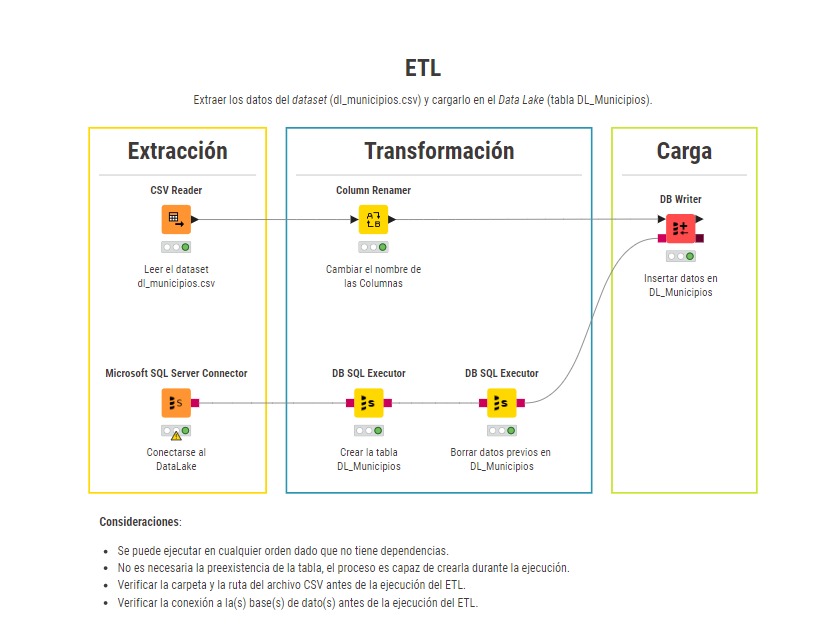 ETL
Extraer los datos del dataset (dl_municipios.csv) y cargarlo en el Data Lake (tabla DL_Municipios).
Extracción
CSV Reader
Leer el dataset
dl_municipios.csv
Microsoft SQL Server Connector
S
Conectarse al
DataLake
Transformación
Column Renamer
A
B
Cambiar el nombre de
las Columnas
DB SQL Executor
S
Crear la tabla
DL_Municipios
DB SQL Executor
S
Borrar datos previos en
DL_Municipios
Carga
DB Writer
Insertar datos en
DL_Municipios
Consideraciones:
• Se puede ejecutar en cualquier orden dado que no tiene dependencias.
• No es necesaria la preexistencia de la tabla, el proceso es capaz de crearla durante la ejecución.
• Verificar la carpeta y la ruta del archivo CSV antes de la ejecución del ETL.
• Verificar la conexión a la(s) base(s) de dato(s) antes de la ejecución del ETL.